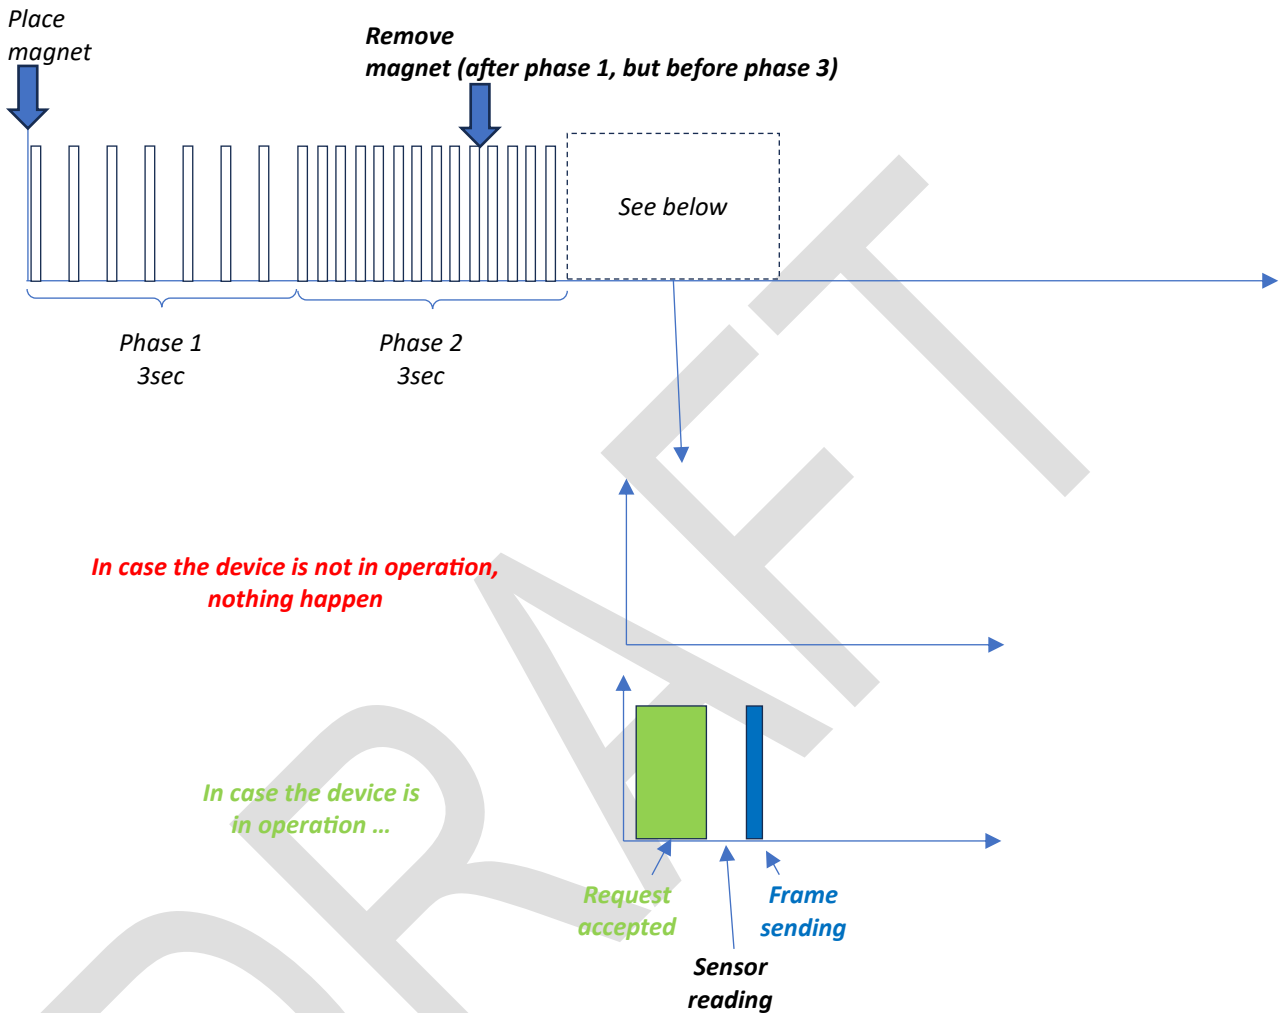 Place
magnet
Remove
magnet (after phase 1, but before phase 3)
See below
Phase 1
3sec
Phase 2
3sec
In case the device is not in operation,
nothing happen
In case the device is
in operation ...
Request
accepted
Frame
sending
Sensor
reading
DRAFT